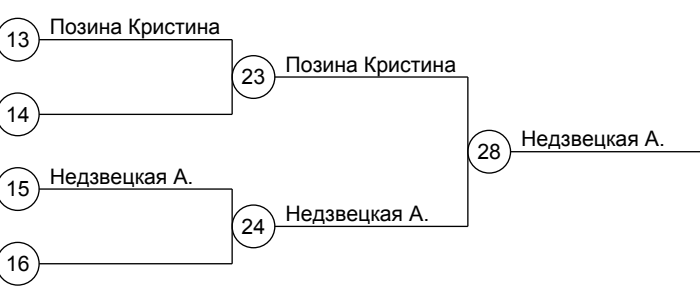 13 Позина Кристина
23 Позина Кристина
14
28 Недзвецкая А.
15 Недзвецкая А.
24 Недзвецкая А.
16